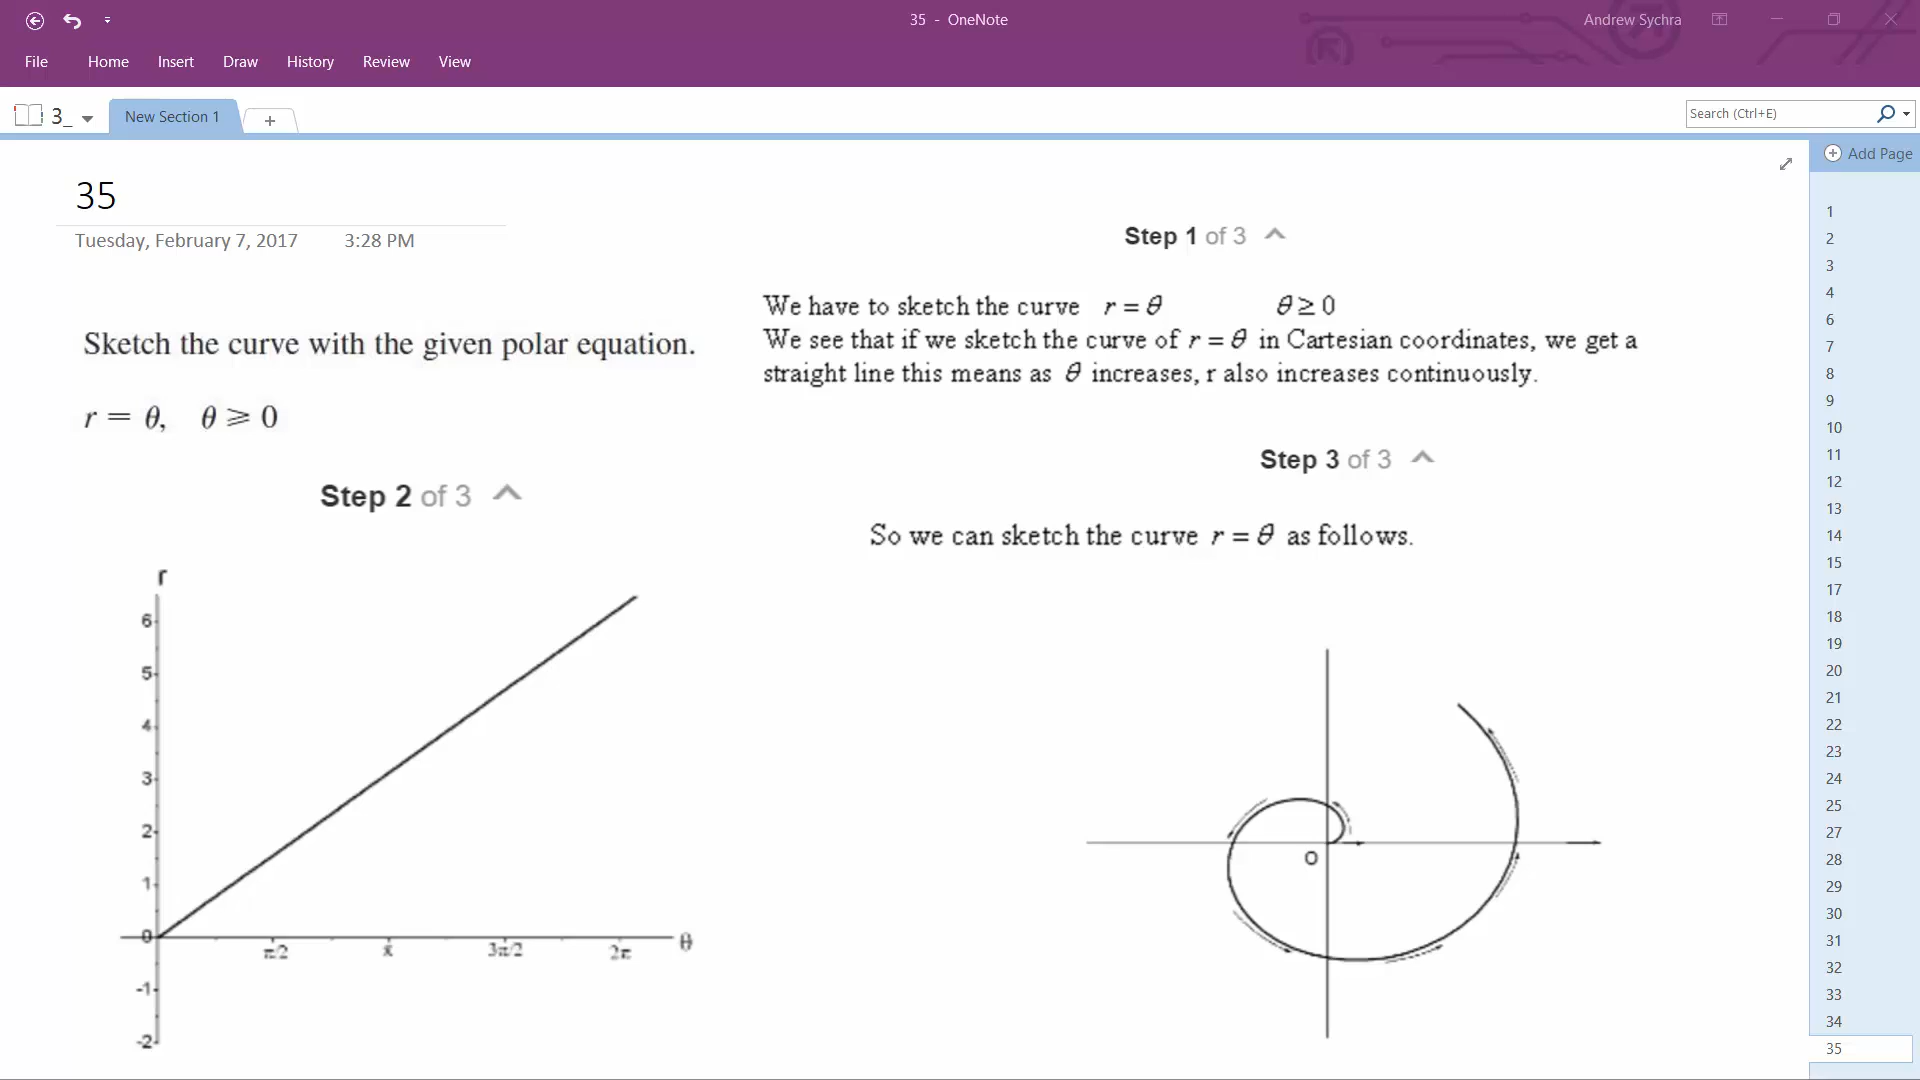 35 - OneNote
Andrew Sychra
File Home Insert Draw History Review View
3_
New Section 1
+
Search (Ctrl+E)
Add Page
35
Tuesday, February 7, 2017 3:28 PM
Sketch the curve with the given polar equation.
r = θ, θ ⩾ 0
Step 1 of 3
We have to sketch the curve r = θ θ ≥ 0
We see that if we sketch the curve of r = θ in Cartesian coordinates, we get a
straight line this means as θ increases, r also increases continuously.
Step 2 of 3
r
6
5
4
3
2
1
0
-1
-2
π/2
π
3π/2
2π
θ
Step 3 of 3
So we can sketch the curve r = θ as follows.
O
1
2
3
4
6
7
8
9
10
11
12
13
14
15
17
18
19
20
21
22
23
24
25
27
28
29
30
31
32
33
34
35